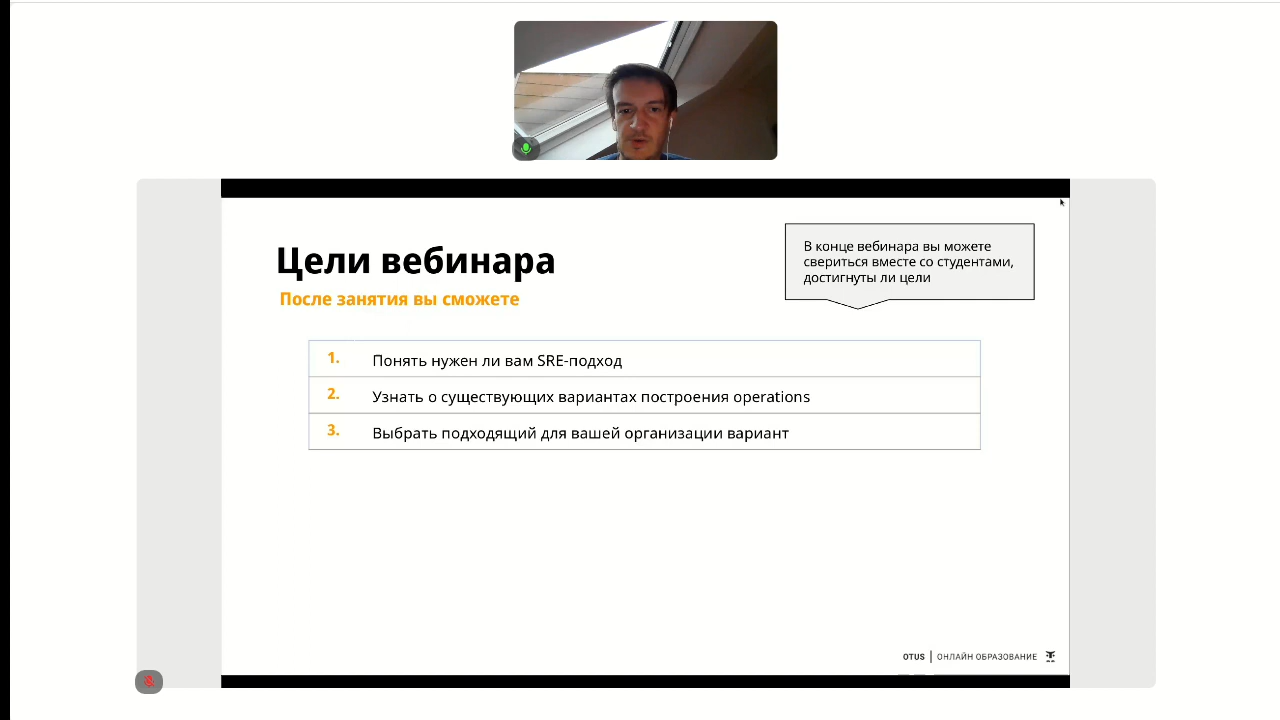 Цели вебинара
После занятия вы сможете
В конце вебинара вы можете
свериться вместе со студентами,
достигнуты ли цели
1. Понять нужен ли вам SRE-подход
2. Узнать о существующих вариантах построения operations
3. Выбрать подходящий для вашей организации вариант
OTUS | ОНЛАЙН ОБРАЗОВАНИЕ